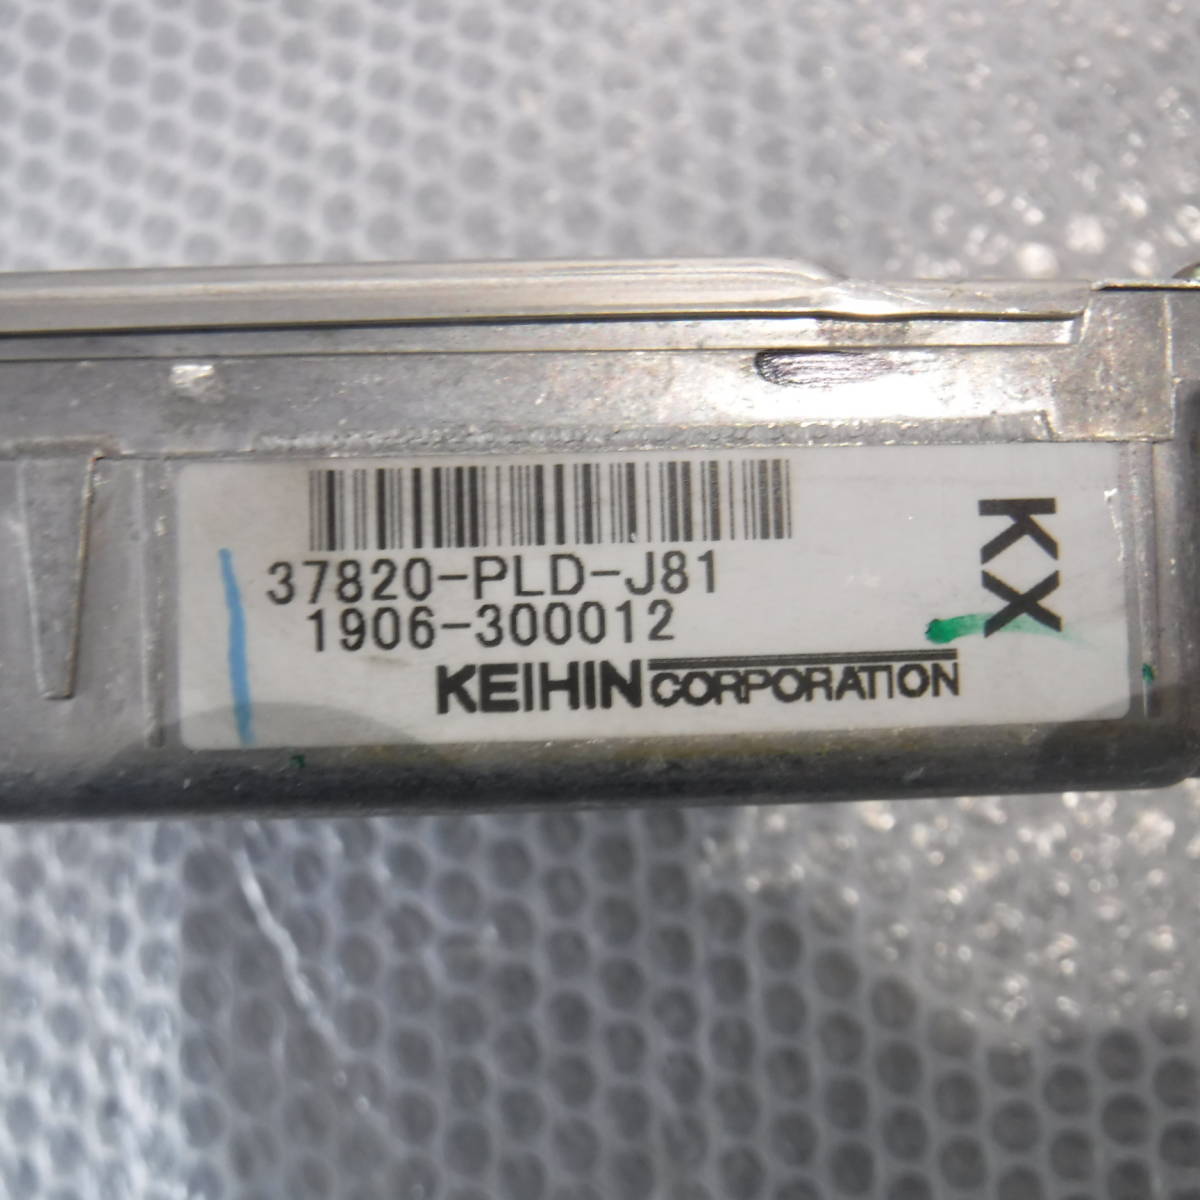 37820-PLD-J81
1906-300012
KEIHIN CORPORATION
KX